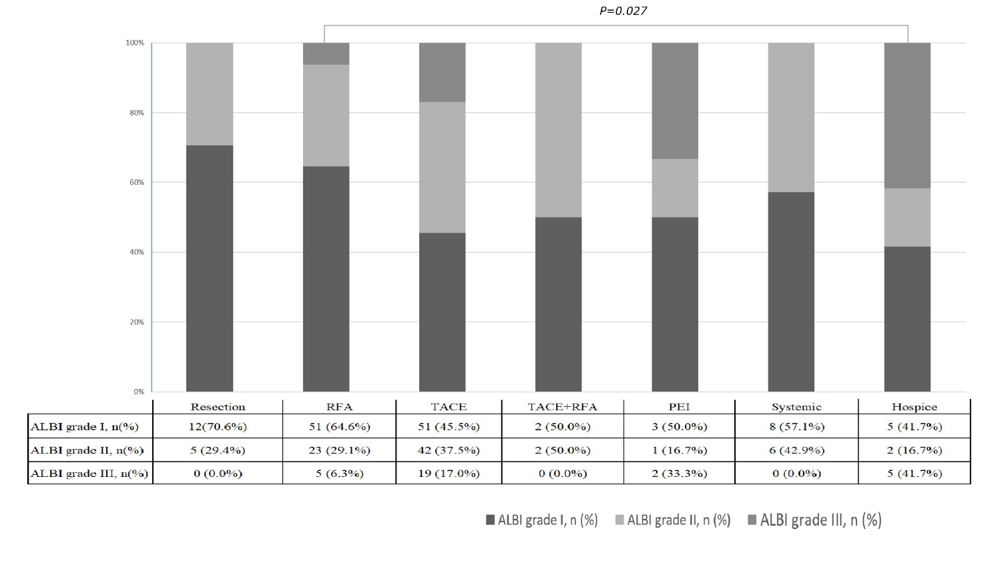 P=0.027
100%
80%
60%
40%
20%
0%
Resection RFA TACE TACE+RFA PEI Systemic Hospice
ALBI grade I, n(%) 12(70.6%) 51 (64.6%) 51 (45.5%) 2 (50.0%) 3 (50.0%) 8 (57.1%) 5 (41.7%)
ALBI grade II, n(%) 5 (29.4%) 23 (29.1%) 42 (37.5%) 2 (50.0%) 1 (16.7%) 6 (42.9%) 2 (16.7%)
ALBI grade III, n(%) 0 (0.0%) 5 (6.3%) 19 (17.0%) 0 (0.0%) 2 (33.3%) 0 (0.0%) 5 (41.7%)
ALBI grade I, n (%) ALBI grade II, n (%) ALBI grade III, n (%)